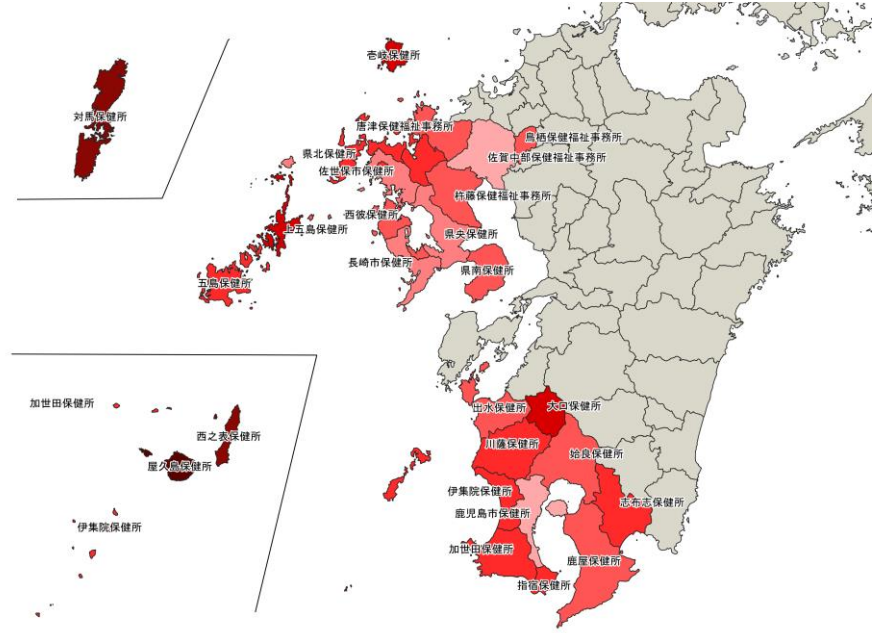 壱岐保健所
対馬保健所
唐津保健福祉事務所
鳥栖保健福祉事務所
県北保健所
佐賀中部保健福祉事務所
佐世保市保健所
杵藤保健福祉事務所
西彼保健所
上五島保健所
県央保健所
長崎市保健所
県南保健所
五島保健所
加世田保健所
出水保健所
大口保健所
西之表保健所
川薩保健所
屋久島保健所
姶良保健所
伊集院保健所
志布志保健所
鹿児島市保健所
伊集院保健所
加世田保健所
鹿屋保健所
指宿保健所